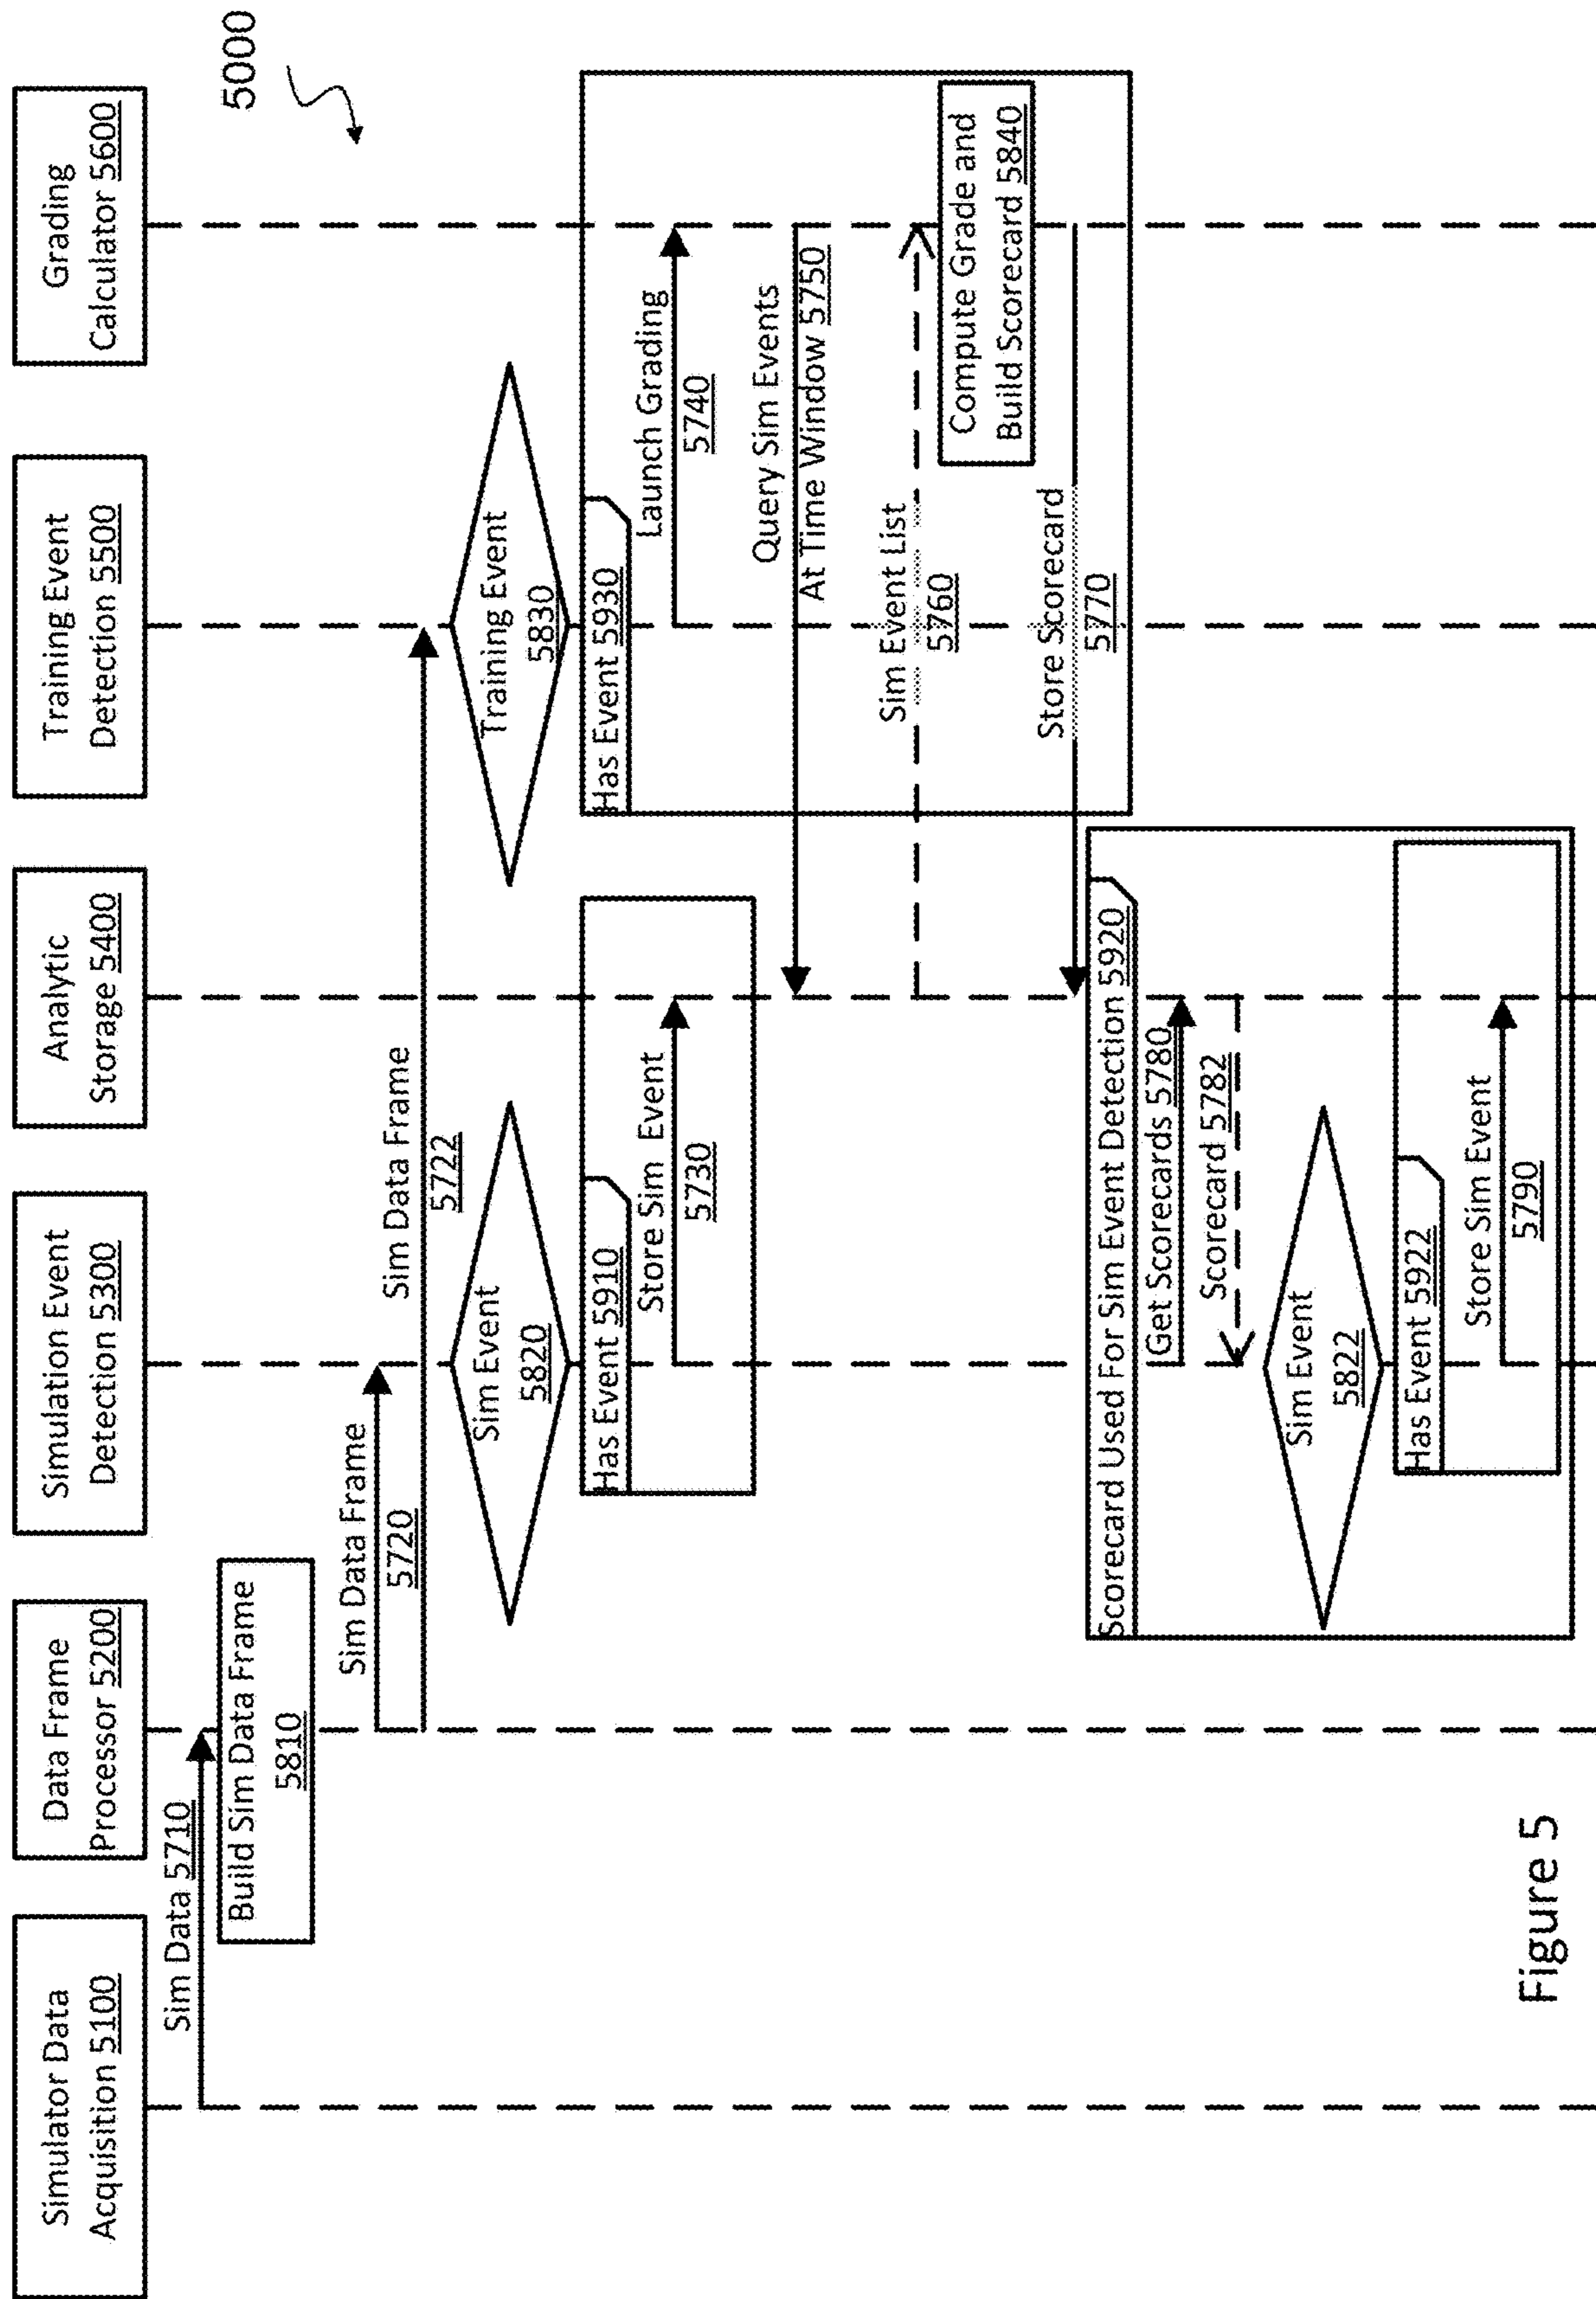 Simulator Data
Acquisition 5100
Data Frame
Processor 5200
Simulation Event
Detection 5300
Analytic
Storage 5400
Training Event
Detection 5500
Grading
Calculator 5600
5000
Sim Data 5710
Build Sim Data Frame
5810
Sim Data Frame
5720
Sim Data Frame
5722
Sim Event
5820
Training Event
5830
Has Event 5910
Store Sim Event
5730
Has Event 5930
Launch Grading
5740
Query Sim Events
At Time Window 5750
Sim Event List
5760
Compute Grade and
Build Scorecard 5840
Store Scorecard
5770
Scorecard Used For Sim Event Detection 5920
Get Scorecards 5780
Scorecard 5782
Sim Event
5822
Has Event 5922
Store Sim Event
5790
Figure 5